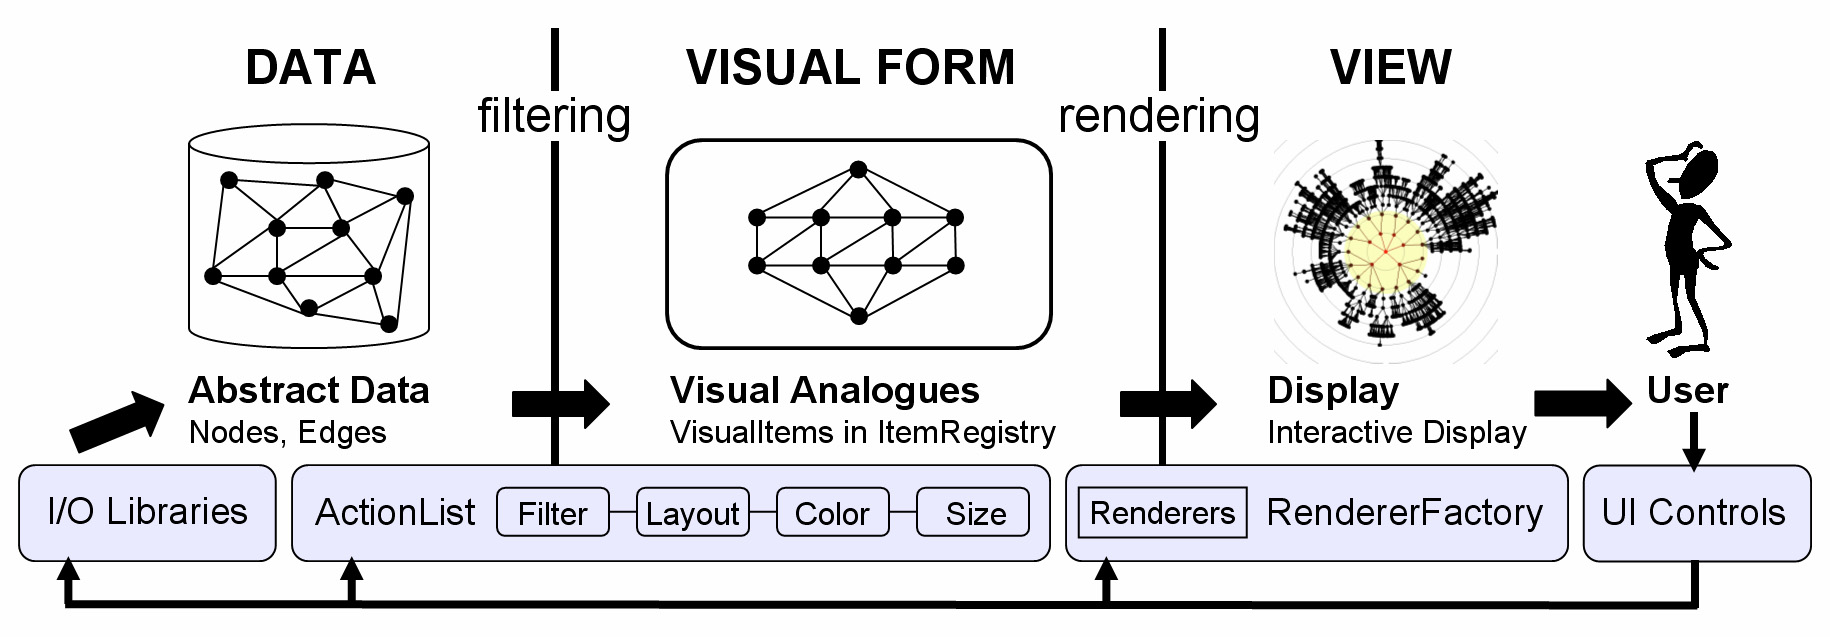 DATA
VISUAL FORM
VIEW
filtering
rendering
Abstract Data
Nodes, Edges
Visual Analogues
VisualItems in ItemRegistry
Display
Interactive Display
User
I/O Libraries
ActionList
Filter
Layout
Color
Size
Renderers
RendererFactory
UI Controls